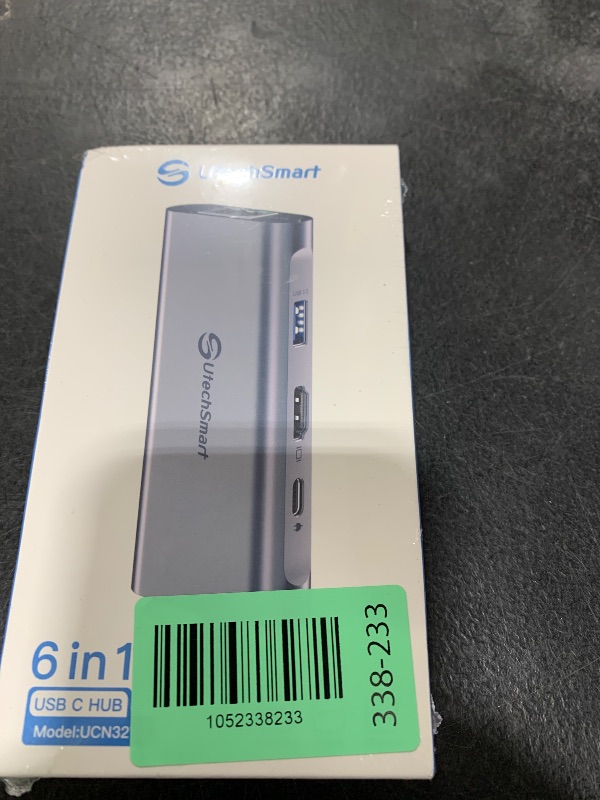 UtechSmart
USB 3.0
UtechSmart
6 in 1
USB C HUB
Model:UCN32
1052338233
338-233